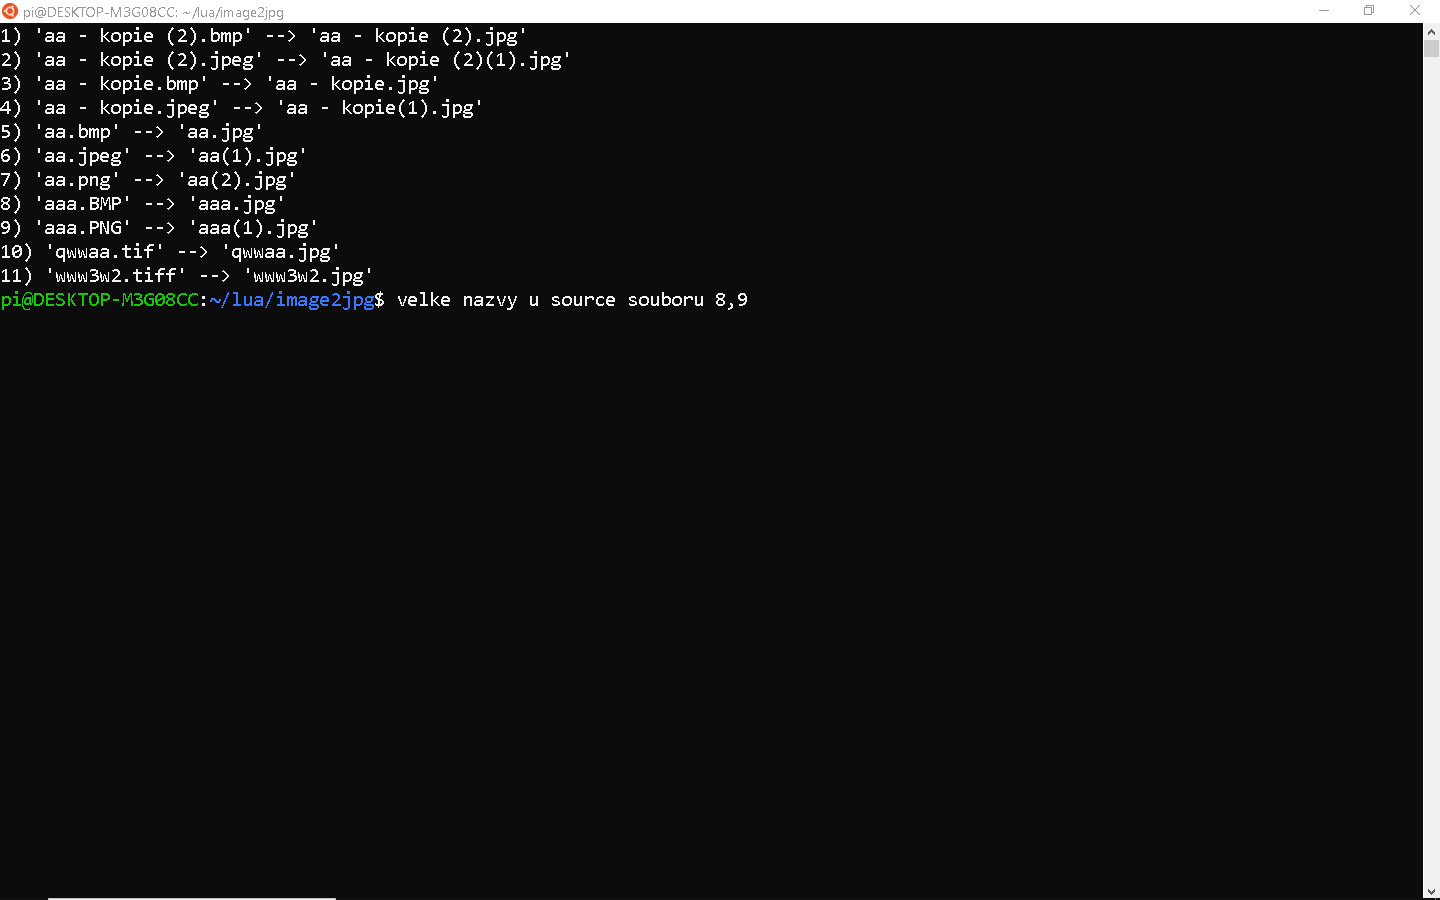 pi@DESKTOP-M3G08CC: ~/lua/image2jpg
1) 'aa - kopie (2).bmp' --> 'aa - kopie (2).jpg'
2) 'aa - kopie (2).jpeg' --> 'aa - kopie (2)(1).jpg'
3) 'aa - kopie.bmp' --> 'aa - kopie.jpg'
4) 'aa - kopie.jpeg' --> 'aa - kopie(1).jpg'
5) 'aa.bmp' --> 'aa.jpg'
6) 'aa.jpeg' --> 'aa(1).jpg'
7) 'aa.png' --> 'aa(2).jpg'
8) 'aaa.BMP' --> 'aaa.jpg'
9) 'aaa.PNG' --> 'aaa(1).jpg'
10) 'qwwaa.tif' --> 'qwwaa.jpg'
11) 'www3w2.tiff' --> 'www3w2.jpg'
pi@DESKTOP-M3G08CC:~/lua/image2jpg$ velke nazvy u source souboru 8,9